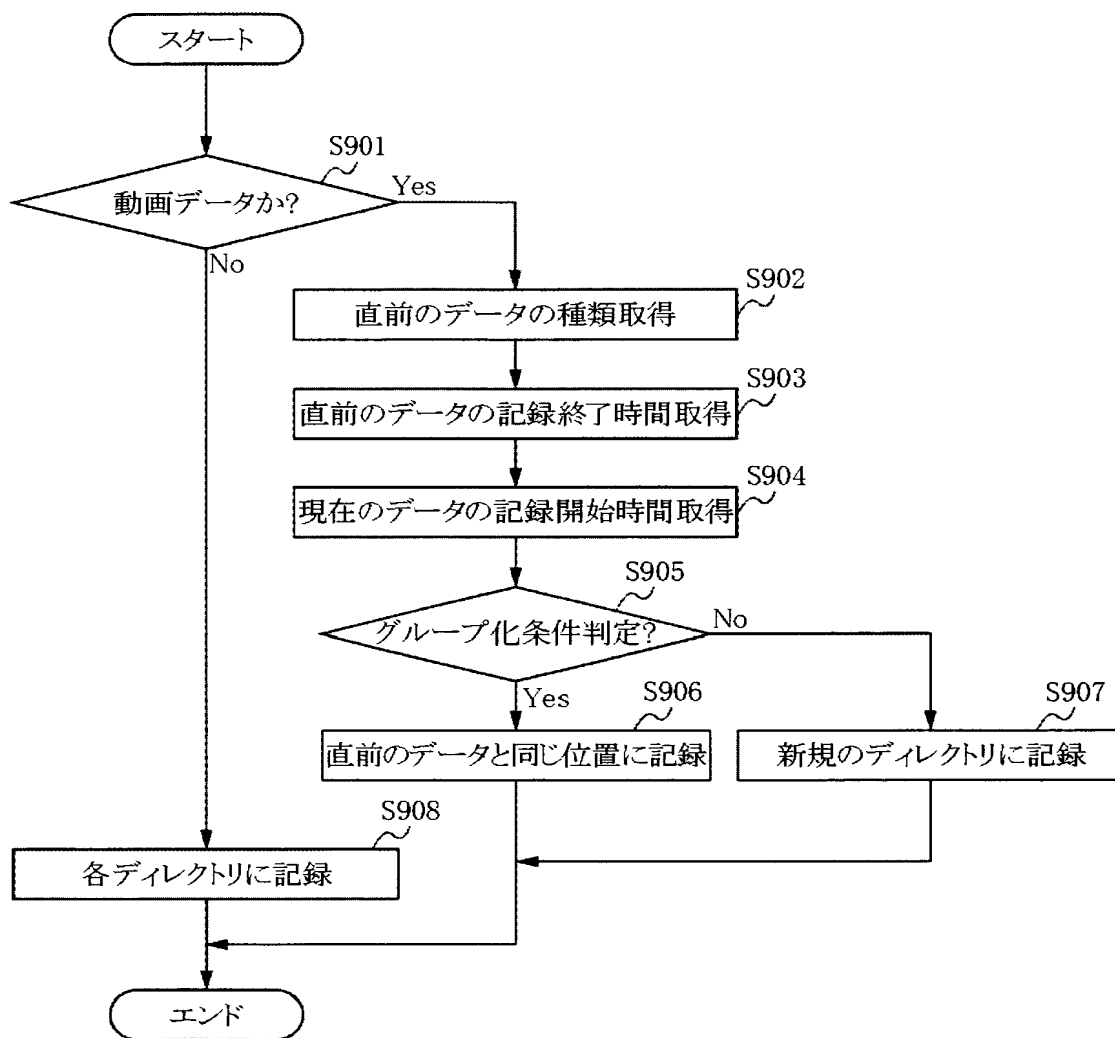 スタート
S901
動画データか?
Yes
No
S902
直前のデータの種類取得
S903
直前のデータの記録終了時間取得
S904
現在のデータの記録開始時間取得
S905
グループ化条件判定?
No
Yes
S906
直前のデータと同じ位置に記録
S907
新規のディレクトリに記録
S908
各ディレクトリに記録
エンド